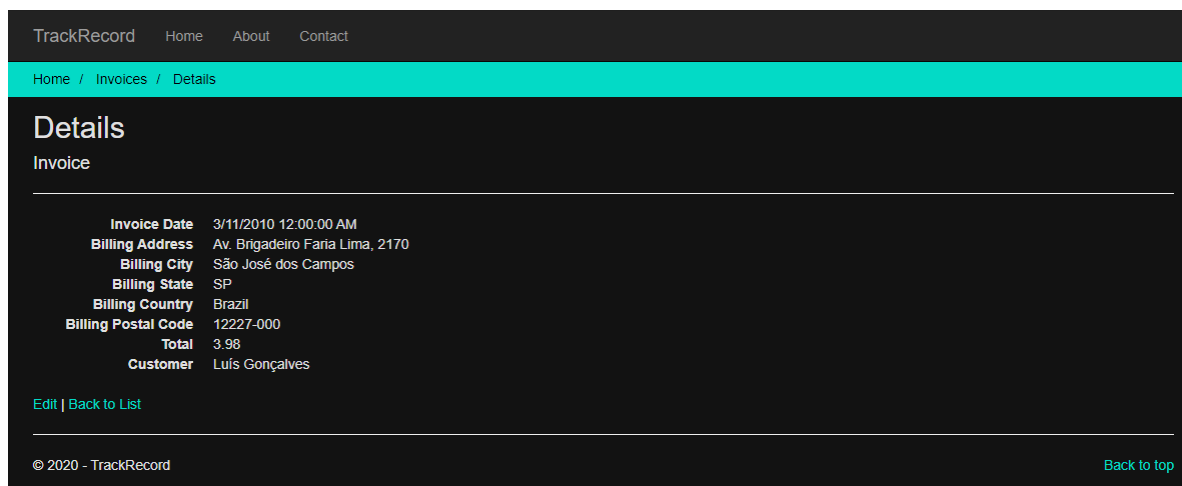 TrackRecord Home About Contact
Home / Invoices / Details
Details
Invoice
Invoice Date 3/11/2010 12:00:00 AM
Billing Address Av. Brigadeiro Faria Lima, 2170
Billing City São José dos Campos
Billing State SP
Billing Country Brazil
Billing Postal Code 12227-000
Total 3.98
Customer Luís Gonçalves
Edit | Back to List
© 2020 - TrackRecord Back to top